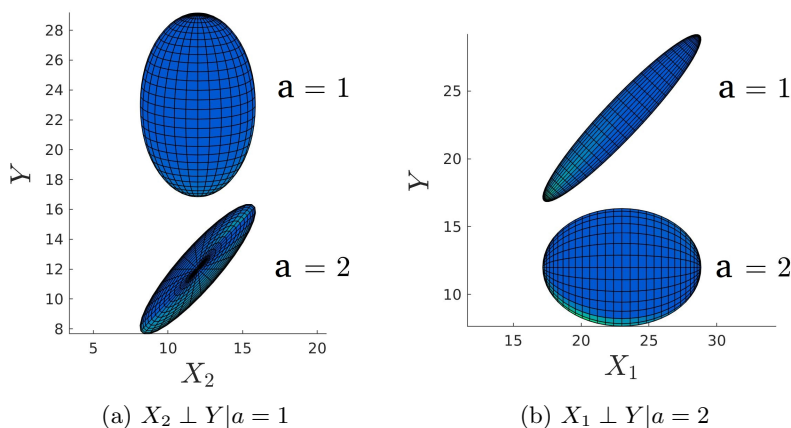 28
26
24
22
20
18
16
14
12
10
8
Y
5 10 15 20
X₂
a = 1
a = 2
(a) X₂ ⊥ Y|a = 1
25
20
15
10
Y
15 20 25 30
X₁
a = 1
a = 2
(b) X₁ ⊥ Y|a = 2